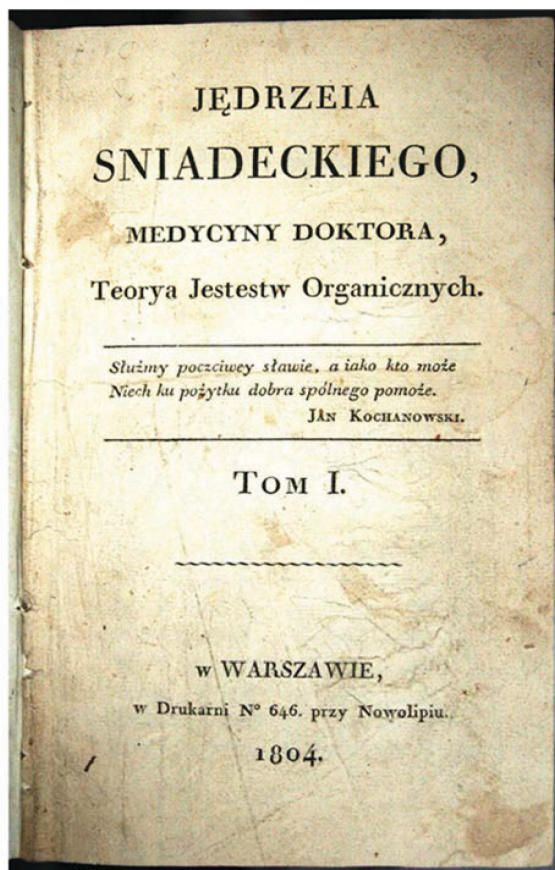 JĘDRZEIA
SNIADECKIEGO,
MEDYCYNY DOKTORA,
Teorya Jestestw Organicznych.
Służmy poczciwey sławie, a iako kto może
Niech ku pożytku dobra spólnego pomoże.
JAN KOCHANOWSKI.
TOM I.
w WARSZAWIE,
w Drukarni Nº 646. przy Nowolipiu.
1804.